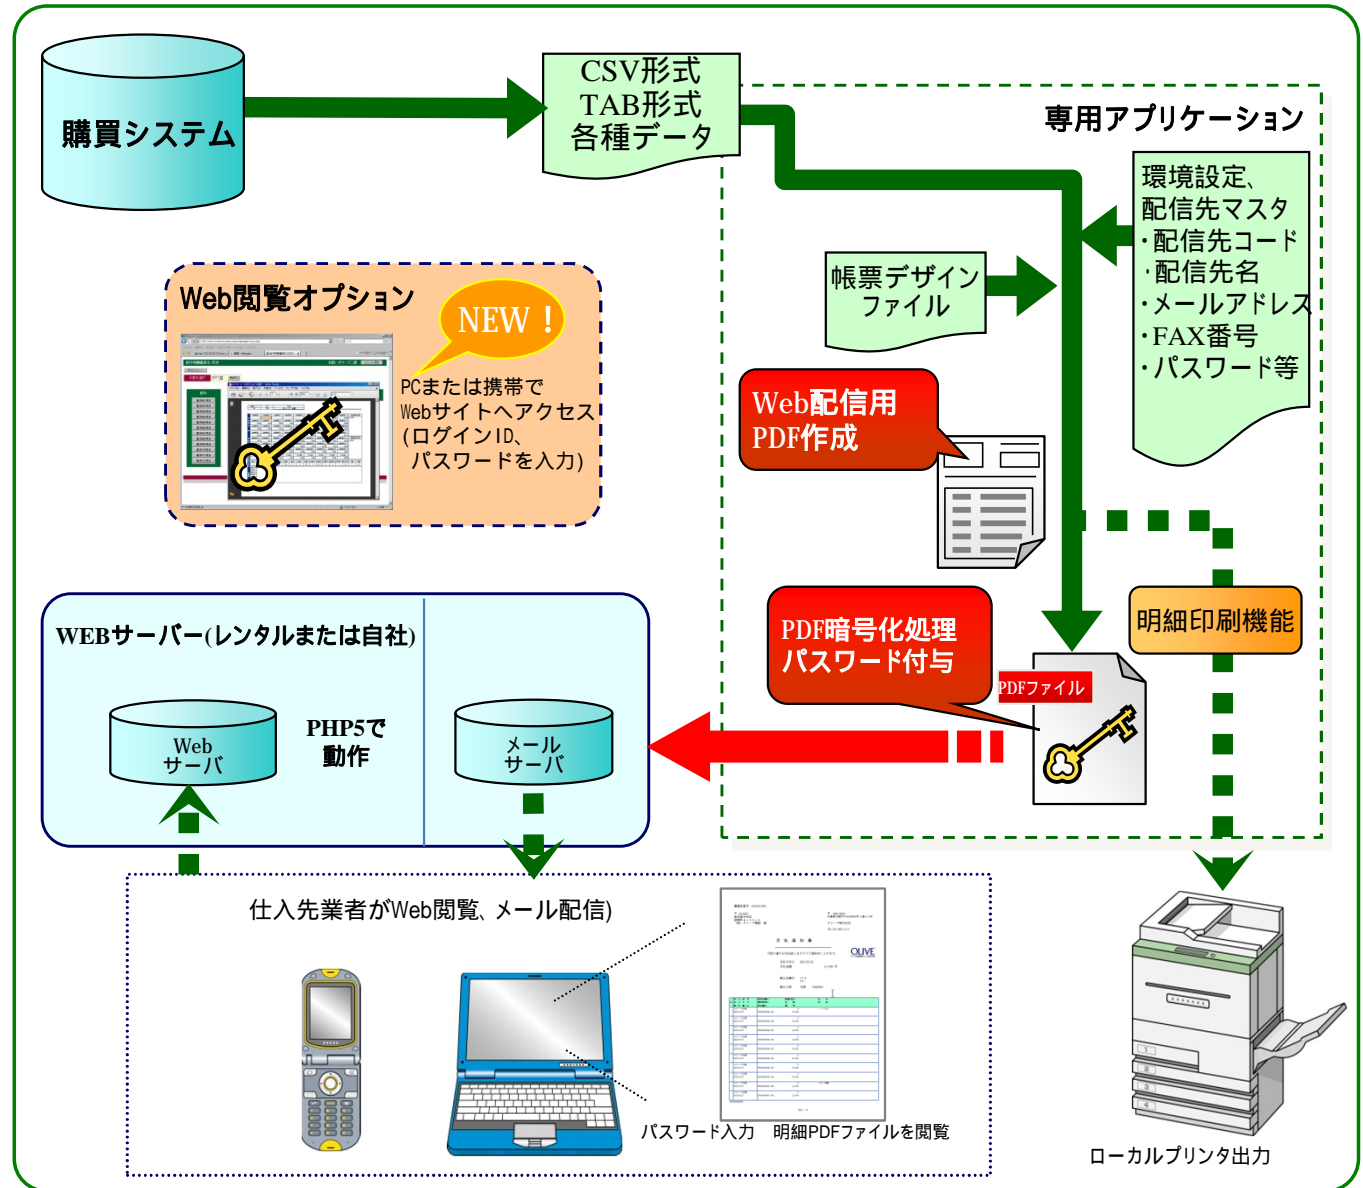 購買システム
CSV形式
TAB形式
各種データ
専用アプリケーション
環境設定、
配信先マスタ
・配信先コード
・配信先名
・メールアドレス
・FAX番号
・パスワード等
帳票デザイン
ファイル
Web閲覧オプション
NEW！
PCまたは携帯で
Webサイトへアクセス
(ログインID、
パスワードを入力)
Web配信用
PDF作成
PDF暗号化処理
パスワード付与
PDFファイル
明細印刷機能
WEBサーバー(レンタルまたは自社)
Web
サーバ
PHP5で
動作
メール
サーバ
仕入先業者がWeb閲覧、メール配信)
支払通知書
OLIVE
1
2
3
4
パスワード入力　明細PDFファイルを閲覧
ローカルプリンタ出力